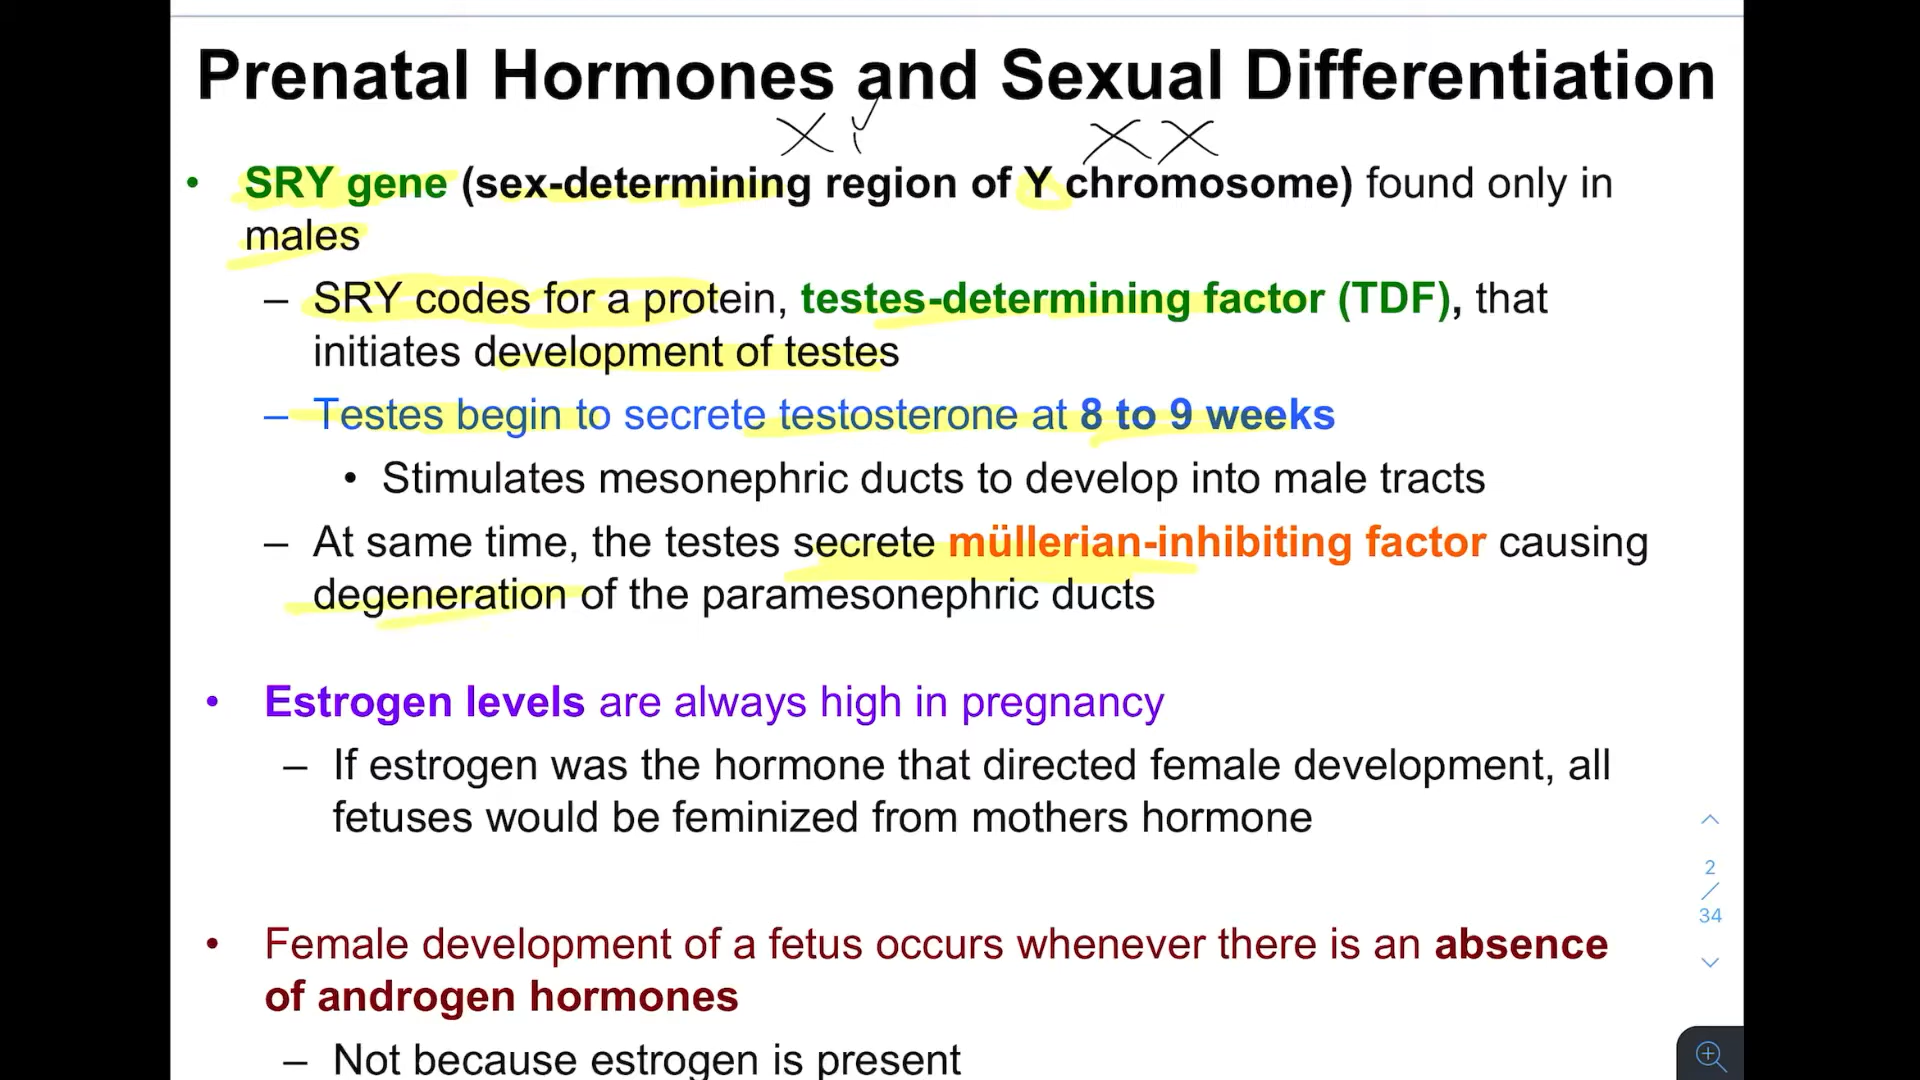 Prenatal Hormones and Sexual Differentiation
XY XX
• SRY gene (sex-determining region of Y chromosome) found only in
males
– SRY codes for a protein, testes-determining factor (TDF), that
initiates development of testes
– Testes begin to secrete testosterone at 8 to 9 weeks
• Stimulates mesonephric ducts to develop into male tracts
– At same time, the testes secrete müllerian-inhibiting factor causing
degeneration of the paramesonephric ducts
• Estrogen levels are always high in pregnancy
– If estrogen was the hormone that directed female development, all
fetuses would be feminized from mothers hormone
2
/
34
• Female development of a fetus occurs whenever there is an absence
of androgen hormones
– Not because estrogen is present